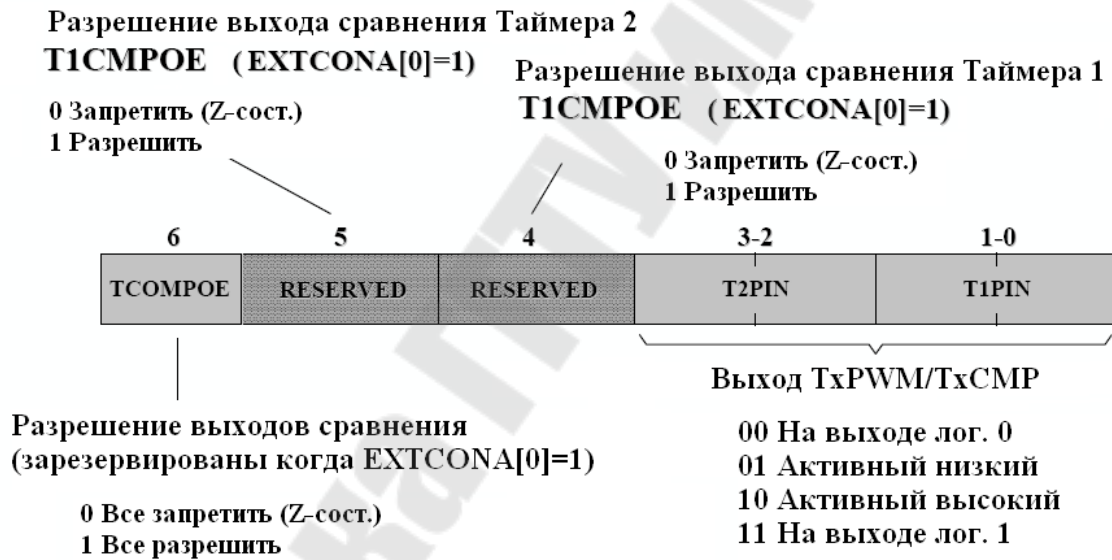 Разрешение выхода сравнения Таймера 2
T1CMPOE (EXTCONA[0]=1)
0 Запретить (Z-сост.)
1 Разрешить
Разрешение выхода сравнения Таймера 1
T1CMPOE (EXTCONA[0]=1)
0 Запретить (Z-сост.)
1 Разрешить
6 5 4 3-2 1-0
TCOMPOE RESERVED RESERVED T2PIN T1PIN
Разрешение выходов сравнения
(зарезервированы когда EXTCONA[0]=1)
0 Все запретить (Z-сост.)
1 Все разрешить
Выход TxPWM/TxCMP
00 На выходе лог. 0
01 Активный низкий
10 Активный высокий
11 На выходе лог. 1